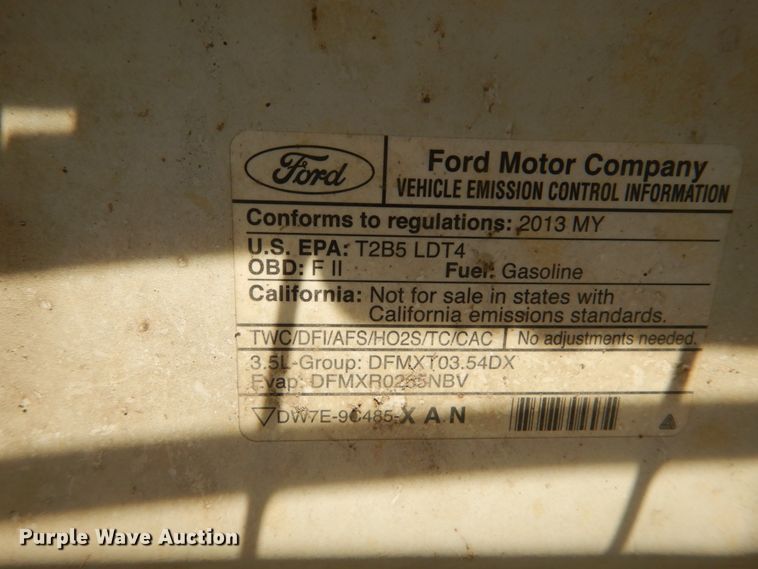 Ford
Ford Motor Company
VEHICLE EMISSION CONTROL INFORMATION
Conforms to regulations: 2013 MY
U.S. EPA: T2B5 LDT4
OBD: F II Fuel: Gasoline
California: Not for sale in states with
California emissions standards.
TWC/DFI/AFS/HO2S/TC/CAC No adjustments needed.
3.5L-Group: DFMXT03.54DX
Evap: DFMXR0265NBV
DW7E-9C485-XAN
Purple Wave Auction